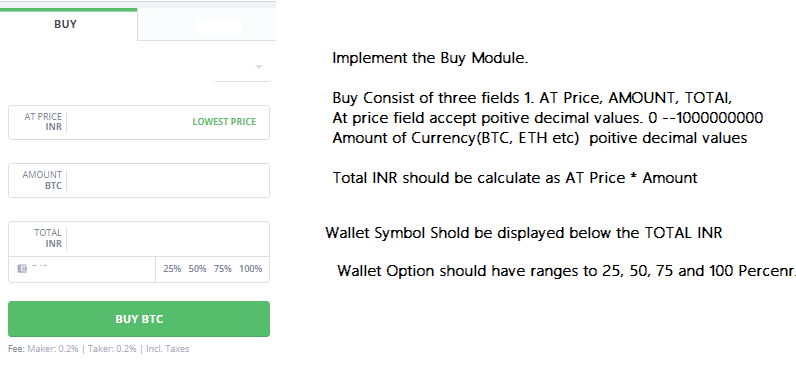 BUY
AT PRICE
INR
LOWEST PRICE
AMOUNT
BTC
TOTAL
INR
25% 50% 75% 100%
BUY BTC
Fee: Maker: 0.2% | Taker: 0.2% | Incl. Taxes
Implement the Buy Module.
Buy Consist of three fields 1. AT Price, AMOUNT, TOTAl,
At price field accept poitive decimal values. 0 --1000000000
Amount of Currency(BTC, ETH etc) poitive decimal values
Total INR should be calculate as AT Price * Amount
Wallet Symbol Shold be displayed below the TOTAL INR
Wallet Option should have ranges to 25, 50, 75 and 100 Percenr.